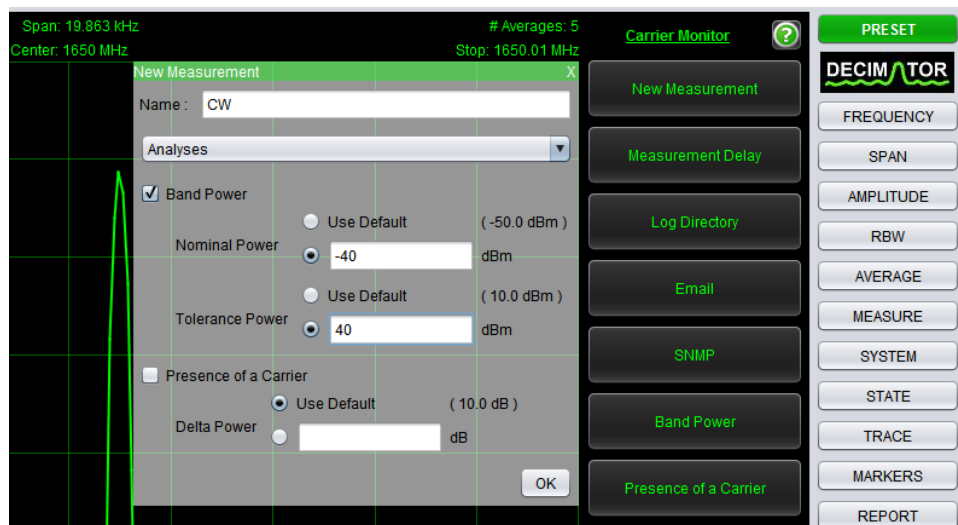 Span: 19.863 kHz
# Averages: 5
Center: 1650 MHz
Stop: 1650.01 MHz
New Measurement X
Name : CW
Analyses
Band Power
Use Default ( -50.0 dBm )
Nominal Power
-40 dBm
Use Default ( 10.0 dBm )
Tolerance Power
40 dBm
Presence of a Carrier
Use Default ( 10.0 dB )
Delta Power
dB
OK
Carrier Monitor ?
New Measurement
Measurement Delay
Log Directory
Email
SNMP
Band Power
Presence of a Carrier
PRESET
DECIMATOR
FREQUENCY
SPAN
AMPLITUDE
RBW
AVERAGE
MEASURE
SYSTEM
STATE
TRACE
MARKERS
REPORT